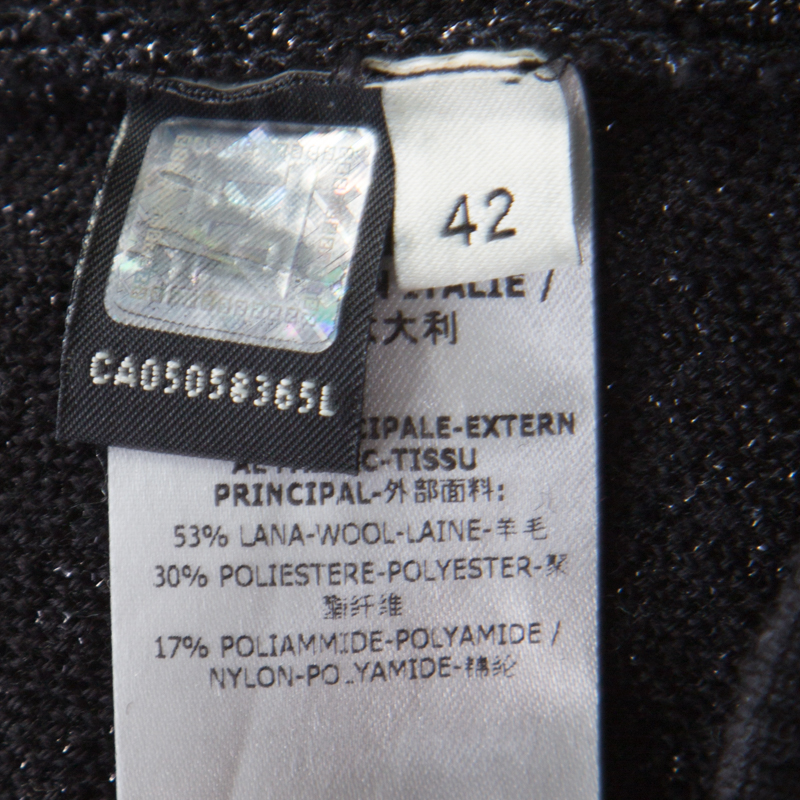 42
CA05058365L
ITALIE /
大利
CIPALE-EXTERN
C-TISSU
PRINCIPAL-外部面料:
53% LANA-WOOL-LAINE-羊毛
30% POLIESTERE-POLYESTER-聚
酯纤维
17% POLIAMMIDE-POLYAMIDE /
NYLON-POLYAMIDE-棉纶